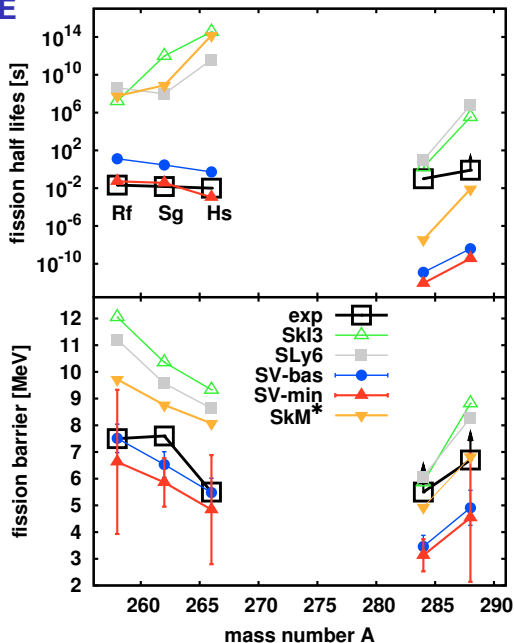 E
fission half lifes [s]
10^14
10^10
10^6
10^2
10^-2
10^-6
10^-10
Rf Sg Hs
fission barrier [MeV]
12
11
10
9
8
7
6
5
4
3
2
exp
SkI3
SLy6
SV-bas
SV-min
SkM*
260 265 270 275 280 285 290
mass number A